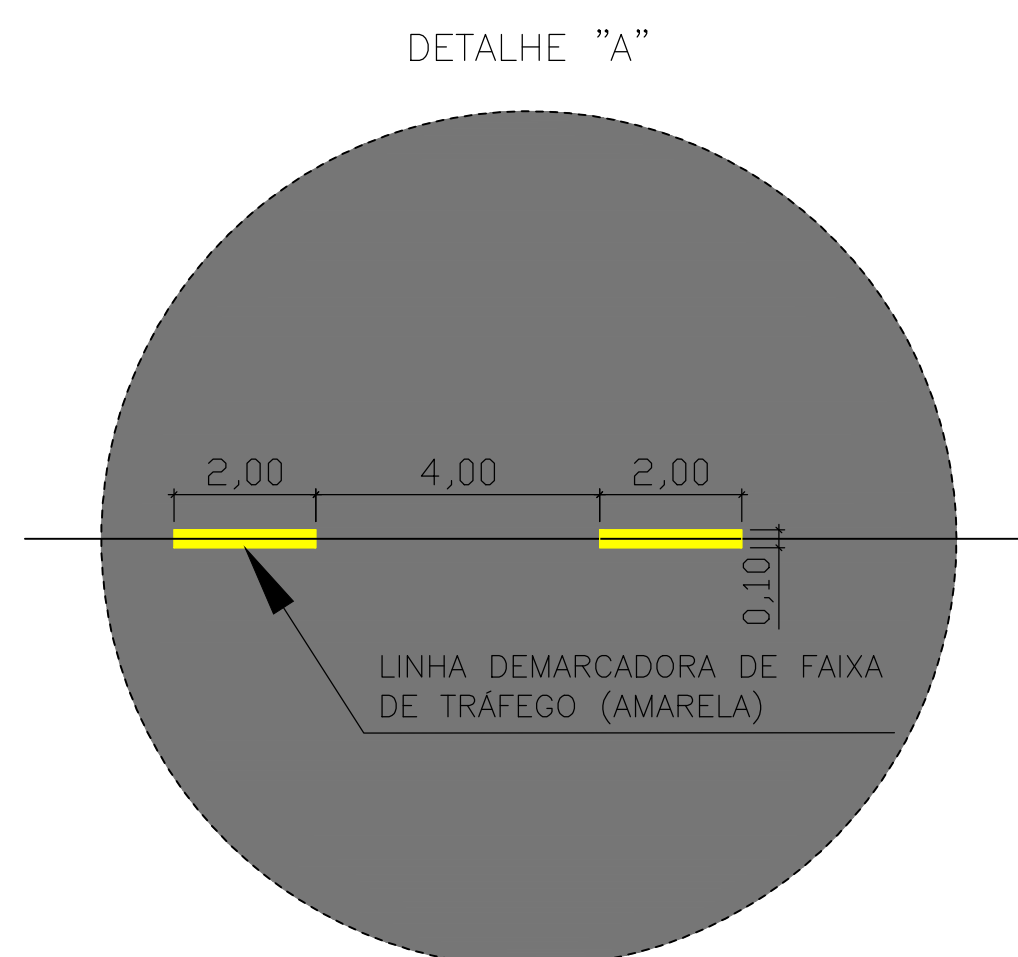 DETALHE "A"
2,00 4,00 2,00
0,10
LINHA DEMARCADORA DE FAIXA
DE TRÁFEGO (AMARELA)